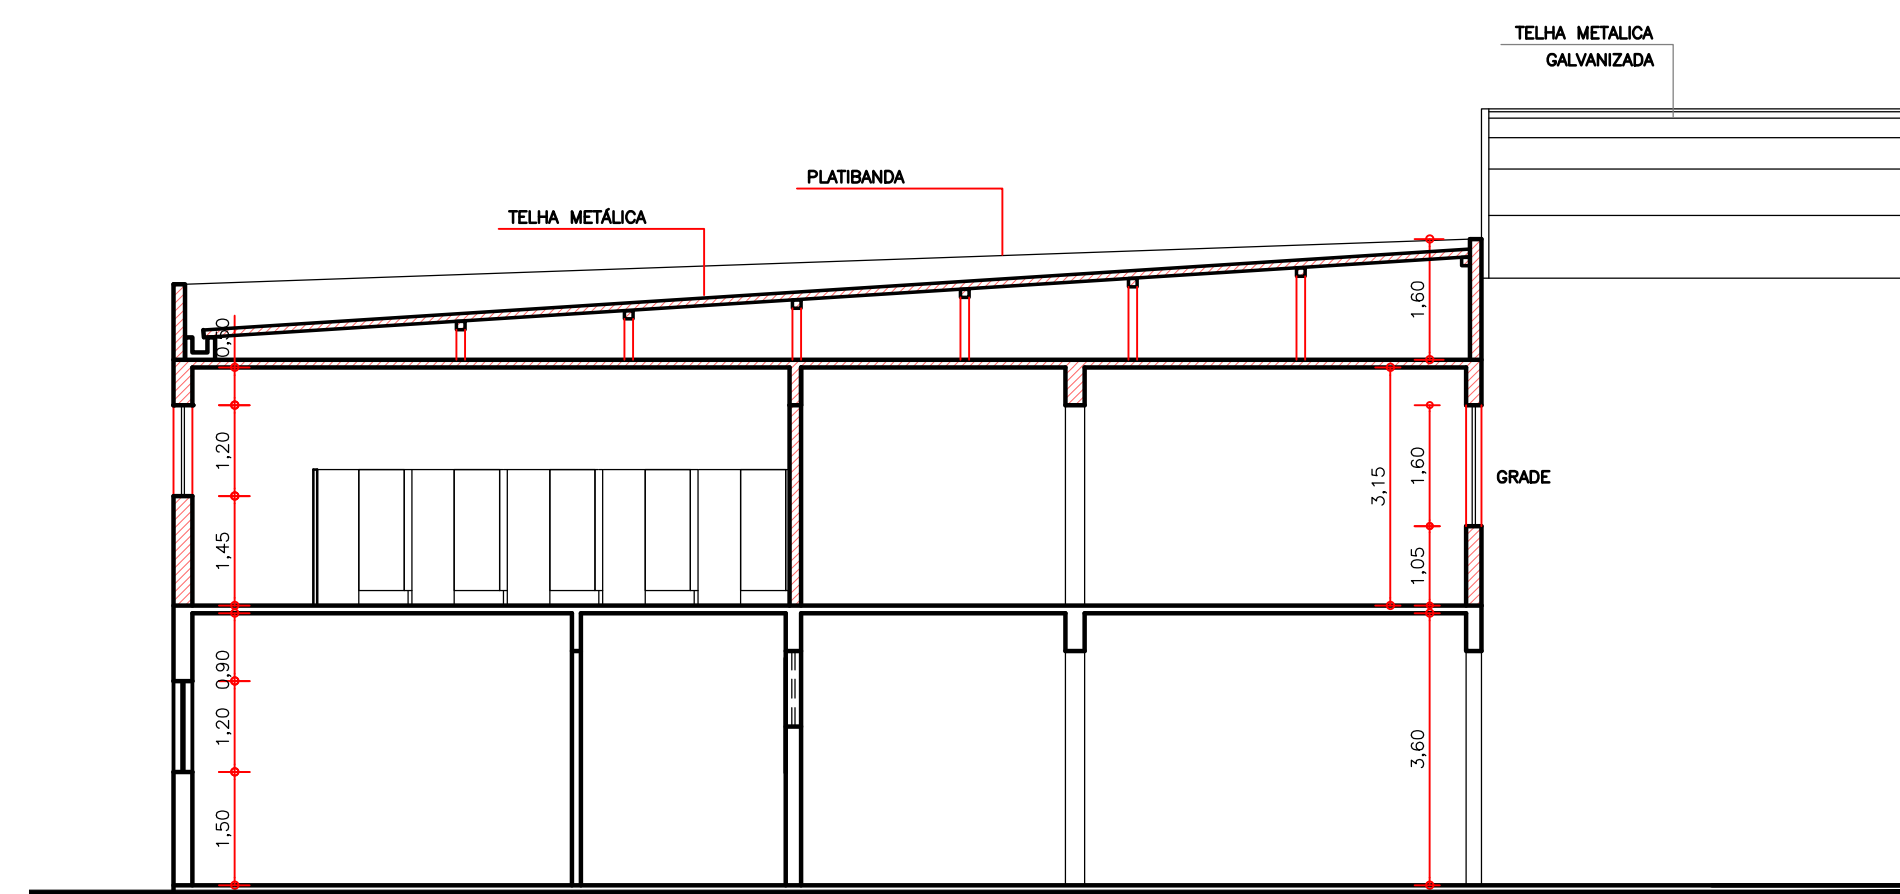 TELHA METALICA
GALVANIZADA
PLATIBANDA
TELHA METÁLICA
0,50
1,60
1,20
1,60
3,15
GRADE
1,45
1,05
0,90
1,20
3,60
1,50